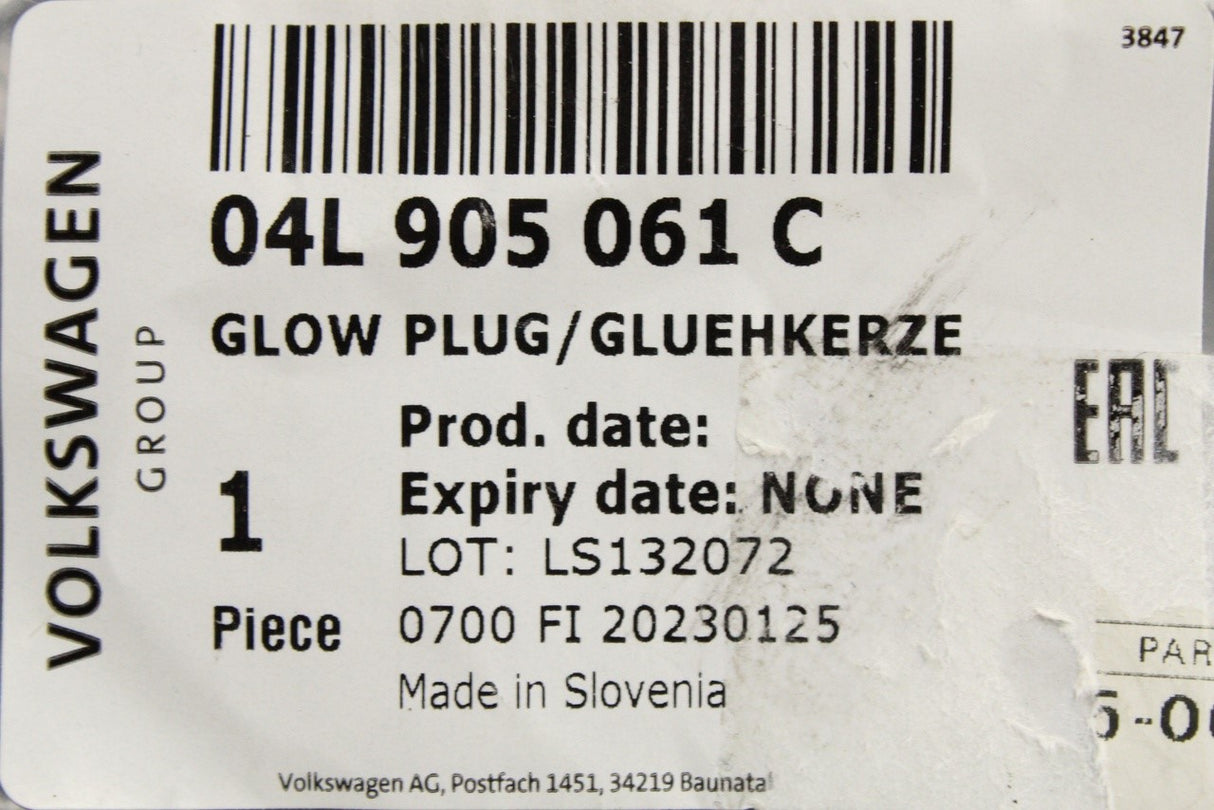 3847
VOLKSWAGEN
GROUP
04L 905 061 C
GLOW PLUG/GLUEHKERZE
EAC
Prod. date:
Expiry date: NONE
1
LOT: LS132072
Piece
0700 FI 20230125
Made in Slovenia
Volkswagen AG, Postfach 1451, 34219 Baunatal